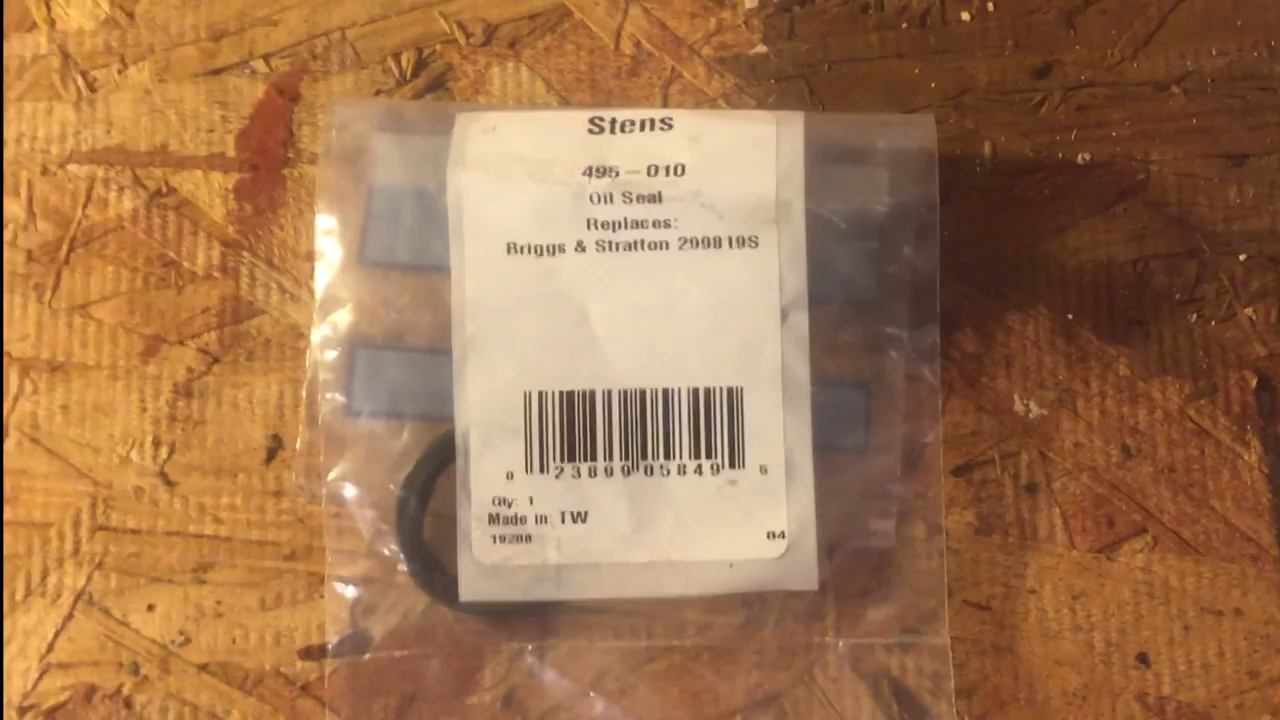 Stens
495-010
Oil Seal
Replaces:
Briggs & Stratton 299819S
0 23899 05849 6
Qty: 1
Made in: TW
19288
04